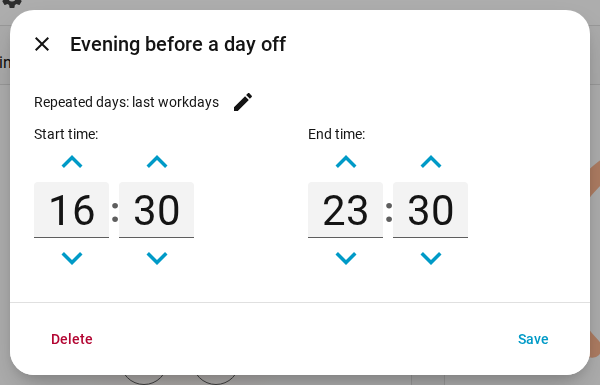 Evening before a day off
Repeated days: last workdays
Start time:
End time:
16 : 30
23 : 30
Delete
Save